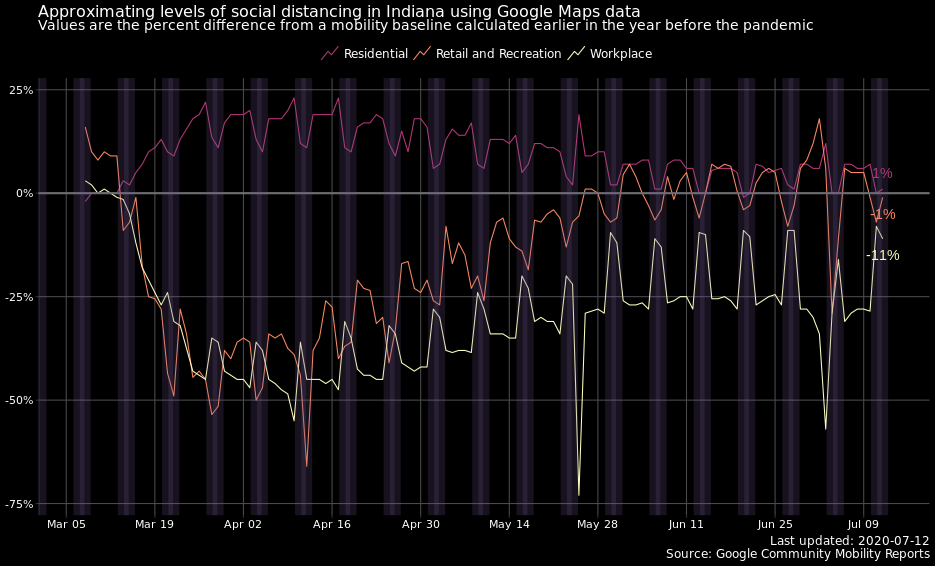 Approximating levels of social distancing in Indiana using Google Maps data
Values are the percent difference from a mobility baseline calculated earlier in the year before the pandemic
Residential Retail and Recreation Workplace
25%
0%
-25%
-50%
-75%
1%
-1%
-11%
Mar 05 Mar 19 Apr 02 Apr 16 Apr 30 May 14 May 28 Jun 11 Jun 25 Jul 09
Last updated: 2020-07-12
Source: Google Community Mobility Reports